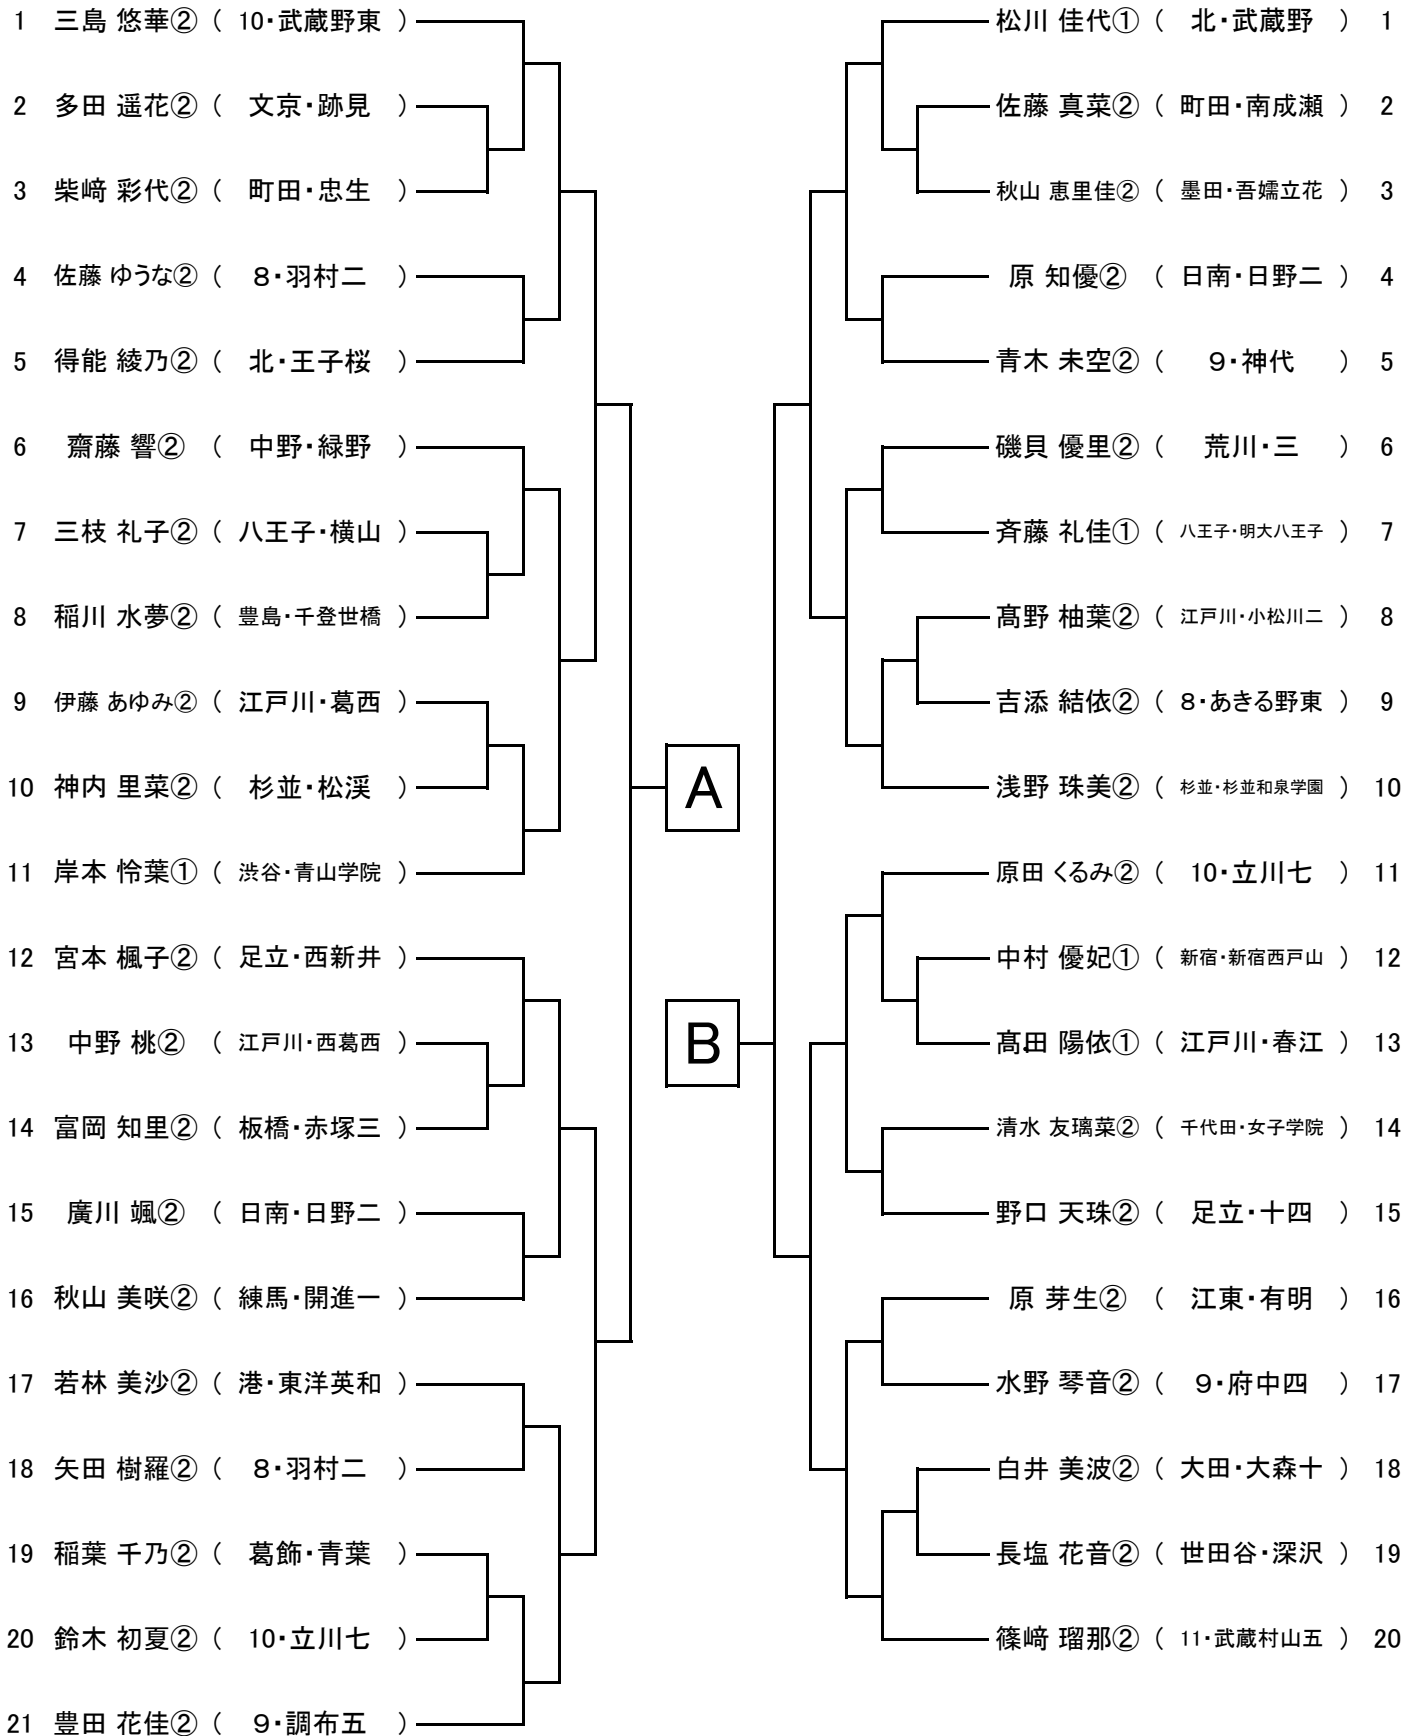 1 三島 悠華② ( 10・武蔵野東 )
2 多田 遥花② ( 文京・跡見 )
3 柴﨑 彩代② ( 町田・忠生 )
4 佐藤 ゆうな② ( 8・羽村二 )
5 得能 綾乃② ( 北・王子桜 )
6 齋藤 響② ( 中野・緑野 )
7 三枝 礼子② ( 八王子・横山 )
8 稲川 水夢② ( 豊島・千登世橋 )
9 伊藤 あゆみ② ( 江戸川・葛西 )
10 神内 里菜② ( 杉並・松渓 )
11 岸本 怜葉① ( 渋谷・青山学院 )
12 宮本 楓子② ( 足立・西新井 )
13 中野 桃② ( 江戸川・西葛西 )
14 富岡 知里② ( 板橋・赤塚三 )
15 廣川 颯② ( 日南・日野二 )
16 秋山 美咲② ( 練馬・開進一 )
17 若林 美沙② ( 港・東洋英和 )
18 矢田 樹羅② ( 8・羽村二 )
19 稲葉 千乃② ( 葛飾・青葉 )
20 鈴木 初夏② ( 10・立川七 )
21 豊田 花佳② ( 9・調布五 )
A
B
松川 佳代① ( 北・武蔵野 ) 1
佐藤 真菜② ( 町田・南成瀬 ) 2
秋山 恵里佳② ( 墨田・吾嬬立花 ) 3
原 知優② ( 日南・日野二 ) 4
青木 未空② ( 9・神代 ) 5
磯貝 優里② ( 荒川・三 ) 6
斉藤 礼佳① ( 八王子・明大八王子 ) 7
髙野 柚葉② ( 江戸川・小松川二 ) 8
吉添 結依② ( 8・あきる野東 ) 9
浅野 珠美② ( 杉並・杉並和泉学園 ) 10
原田 くるみ② ( 10・立川七 ) 11
中村 優妃① ( 新宿・新宿西戸山 ) 12
髙田 陽依① ( 江戸川・春江 ) 13
清水 友璃菜② ( 千代田・女子学院 ) 14
野口 天珠② ( 足立・十四 ) 15
原 芽生② ( 江東・有明 ) 16
水野 琴音② ( 9・府中四 ) 17
白井 美波② ( 大田・大森十 ) 18
長塩 花音② ( 世田谷・深沢 ) 19
篠﨑 瑠那② ( 11・武蔵村山五 ) 20